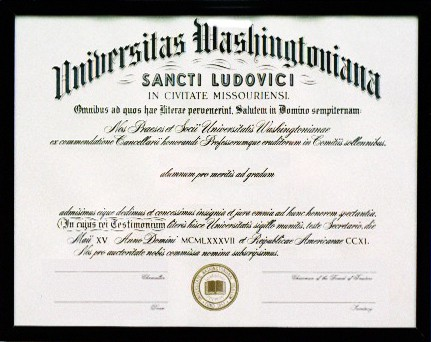 Universitas Washingtoniana
SANCTI LUDOVICI
IN CIVITATE MISSOURIENSI.
Omnibus ad quos hae literae pervenerint, Salutem in Domino sempiternam:
Nos Praeses et Socii Universitatis Washingtonianae
ex commendatione Cancellarii honorandi Professorumque eruditorum in Comitiis sollemnibus.
alumnum pro meritis ad gradum
admisimus eique dedimus et concessimus insignia et jura omnia ad hunc honorem spectantia.
In cujus rei Testimonium literis hisce Universitatis sigillo munitis, teste Secretario, die
Maii XV Anno Domini MCMLXXXVII et Reipublicae Americanae CCXI.
Nos pro auctoritate nobis commissa nomina subscripsimus.
Chancellor
Chairman of the Board of Trustees
Dean
Secretary